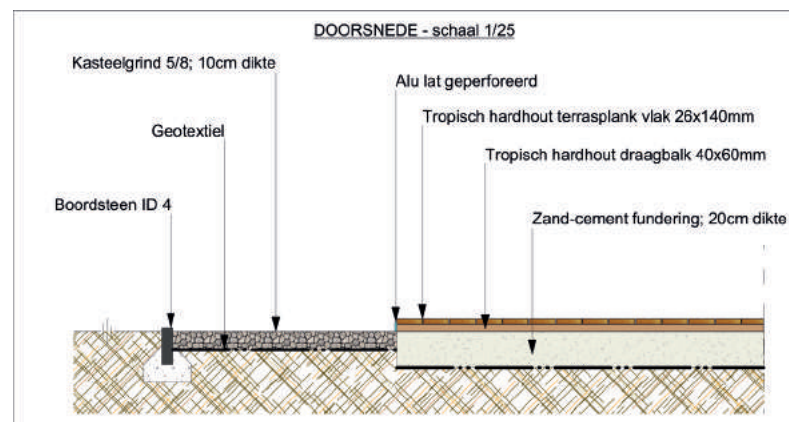 DOORSNEDE - schaal 1/25
Kasteelgrind 5/8; 10cm dikte
Alu lat geperforeerd
Tropisch hardhout terrasplank vlak 26x140mm
Geotextiel
Tropisch hardhout draagbalk 40x60mm
Boordsteen ID 4
Zand-cement fundering; 20cm dikte